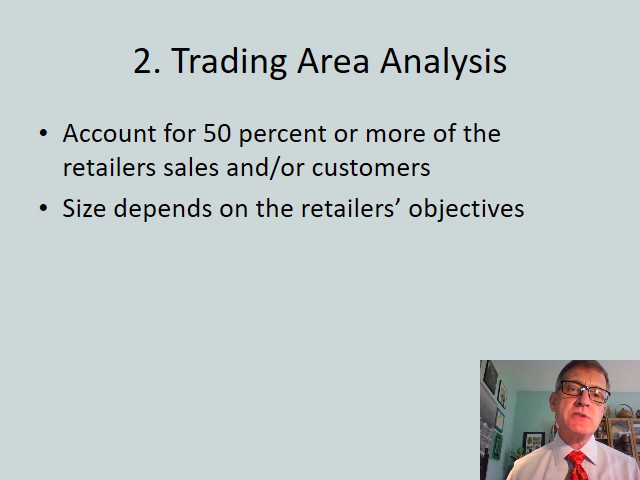 2. Trading Area Analysis
• Account for 50 percent or more of the
retailers sales and/or customers
• Size depends on the retailers’ objectives